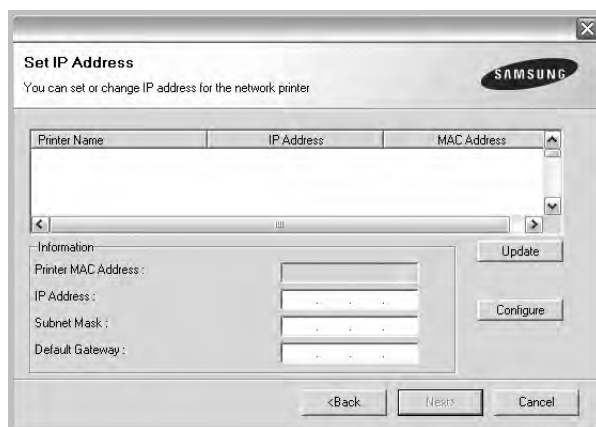 Set IP Address
You can set or change IP address for the network printer
SAMSUNG
Printer Name IP Address MAC Address
Information
Update
Printer MAC Address :
IP Address :
Configure
Subnet Mask :
Default Gateway :
<Back Next> Cancel